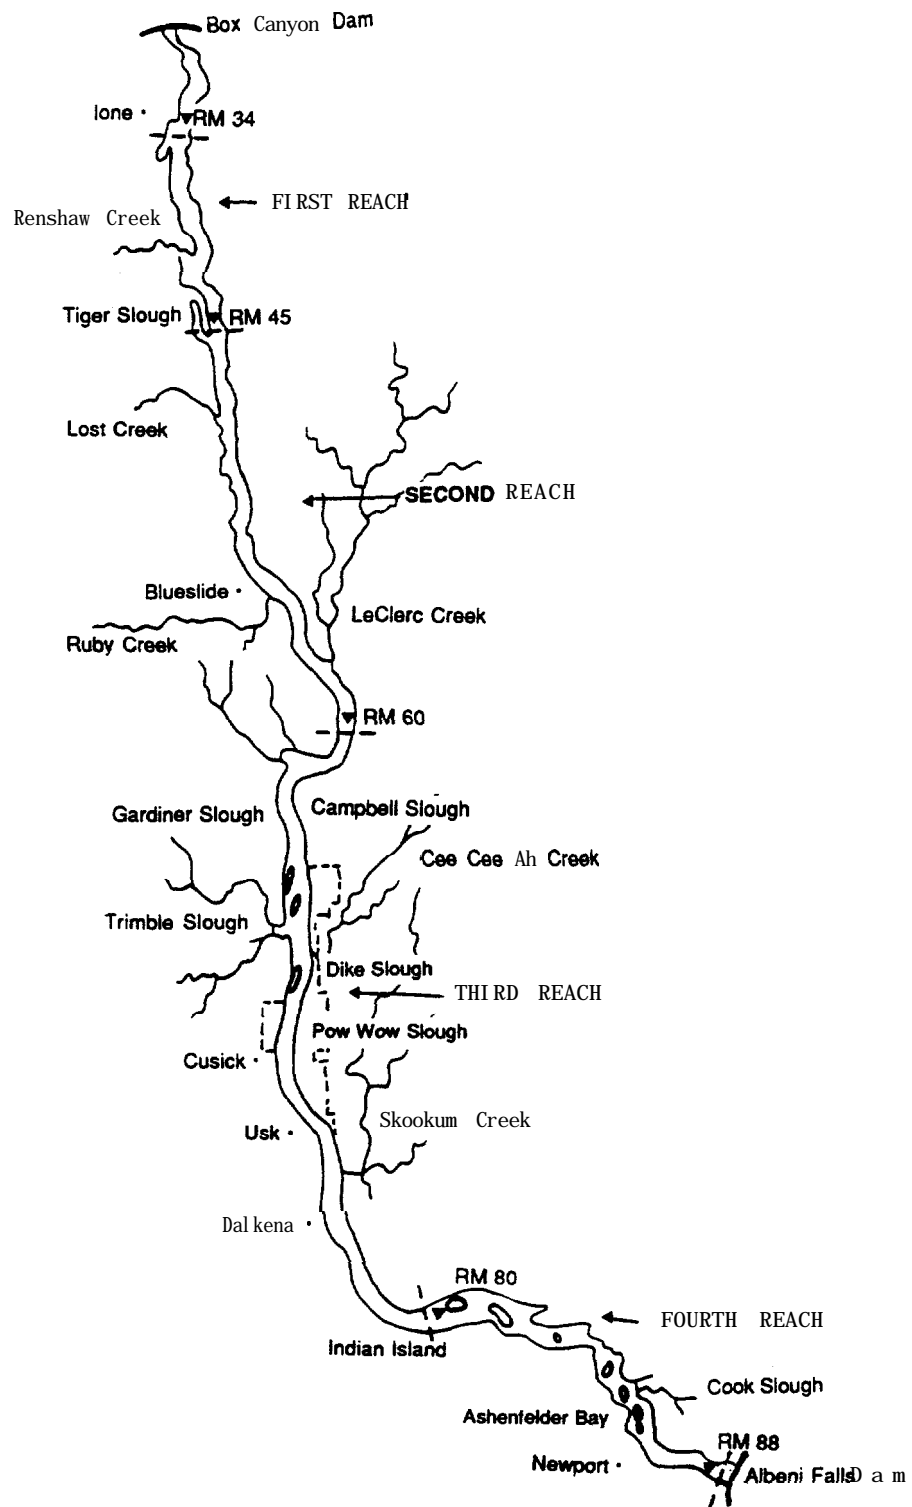 Box Canyon Dam
Ione
RM 34
FIRST REACH
Renshaw Creek
Tiger Slough
RM 45
Lost Creek
SECOND REACH
Blueslide
LeClerc Creek
Ruby Creek
RM 60
Gardiner Slough
Campbell Slough
Cee Cee Ah Creek
Trimble Slough
Dike Slough
THIRD REACH
Pow Wow Slough
Cusick
Skookum Creek
Usk
Dalkena
RM 80
FOURTH REACH
Indian Island
Cook Slough
Ashenfelder Bay
RM 88
Newport
Albeni Falls Dam